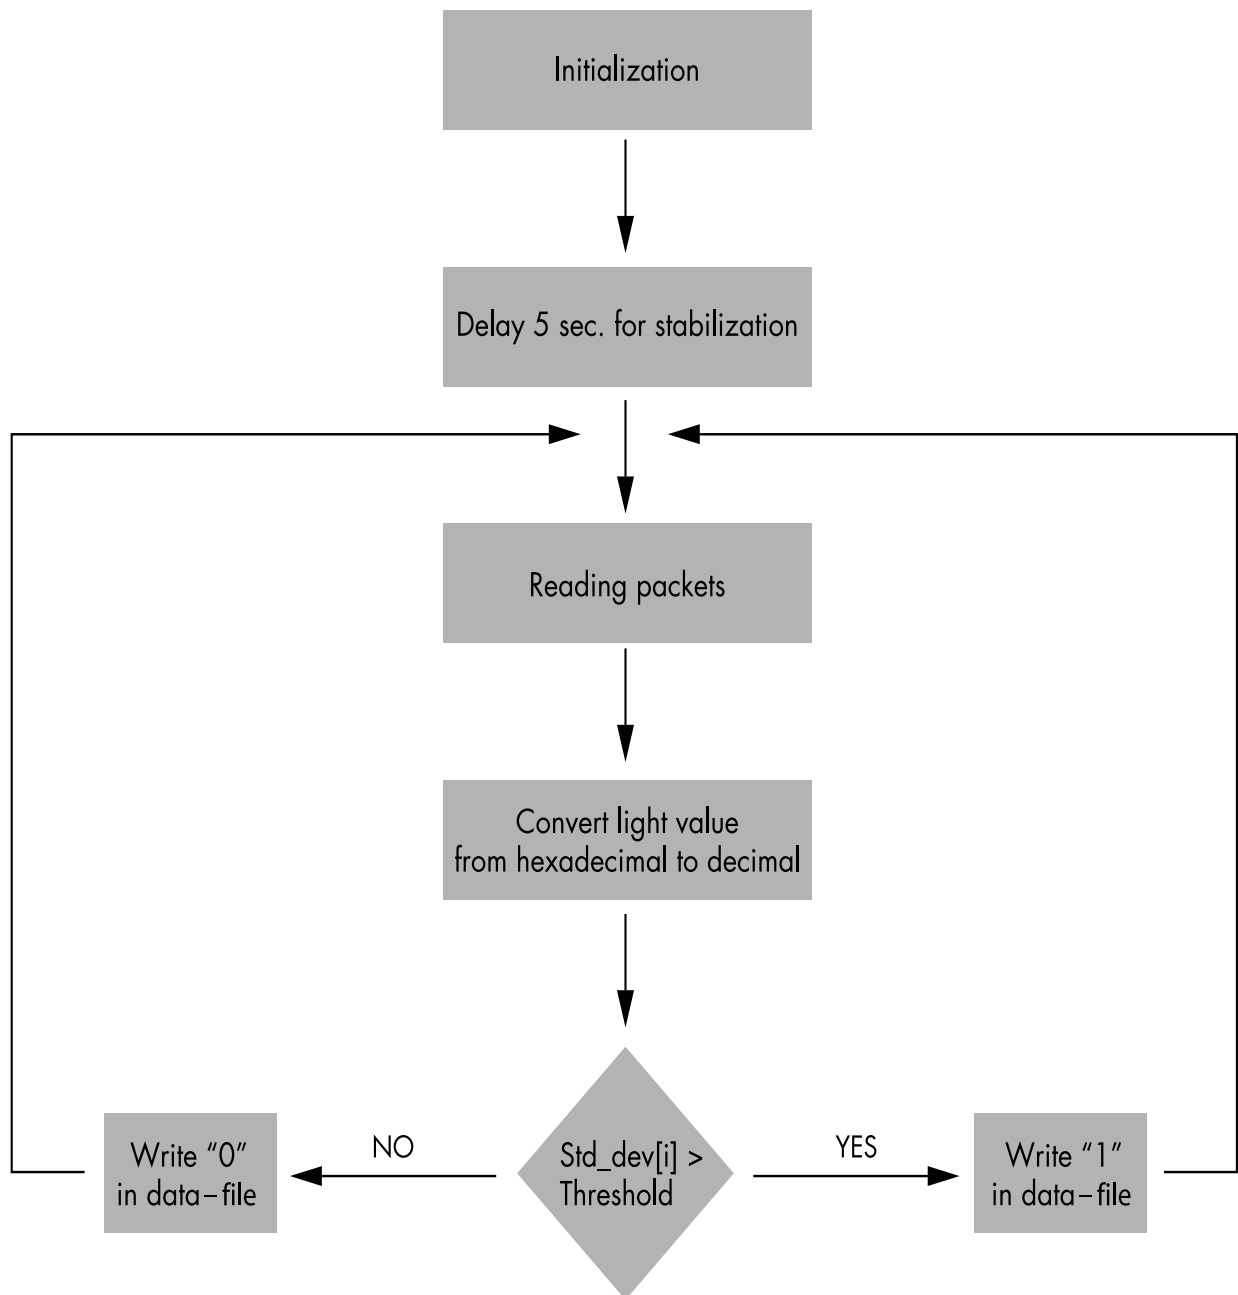 Initialization
Delay 5 sec. for stabilization
Reading packets
Convert light value
from hexadecimal to decimal
Write “0”
in data–file
NO
Std_dev[i] >
Threshold
YES
Write “1”
in data–file